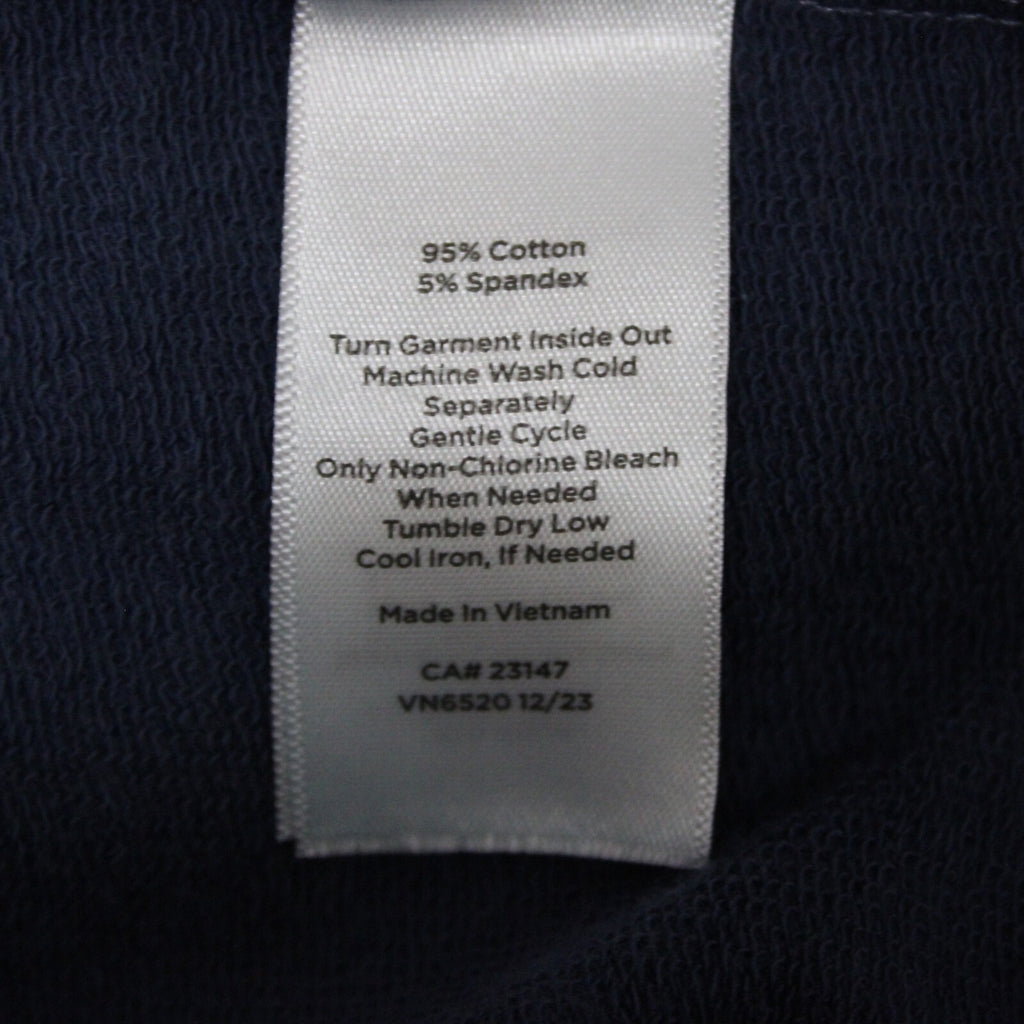 95% Cotton
5% Spandex
Turn Garment Inside Out
Machine Wash Cold
Separately
Gentle Cycle
Only Non-Chlorine Bleach
When Needed
Tumble Dry Low
Cool Iron, If Needed
Made In Vietnam
CA# 23147
VN6520 12/23